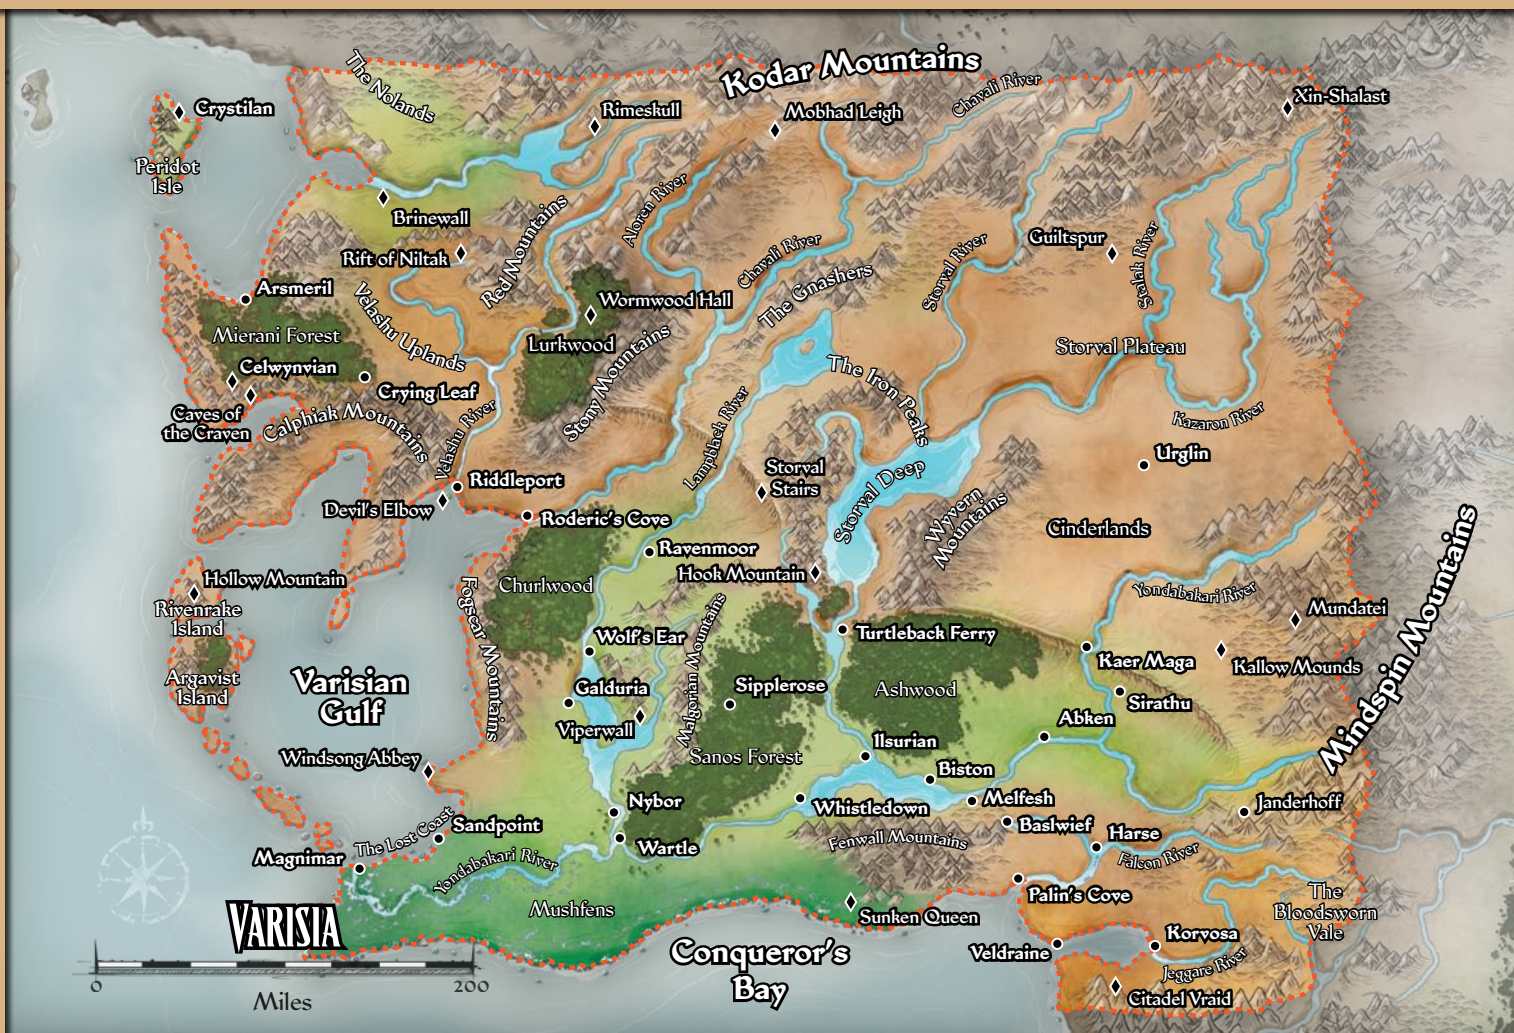 Kodar Mountains
The Nolands
Crystilan
Rimeskull
Mobhad Leigh
Chavali River
Xin-Shalast
Peridot
Isle
Brinewall
Aloren River
Red Mountains
Rift of Niltak
Chavali River
The Gnashers
Storval River
Guiltspur
Skulak River
Arsmeril
Velashu Uplands
Wormwood Hall
Mierani Forest
Lurkwood
Stony Mountains
Storval Plateau
Celwynvian
Crying Leaf
The Iron Peaks
Caves of
the Craven
Calphiak Mountains
Velashu River
Lampblack River
Kazaron River
Urglin
Riddleport
Storval
Stairs
Storval Deep
Devil's Elbow
Roderic's Cove
Wyvern
Mountains
Cinderlands
Mindspin Mountains
Ravenmoor
Hook Mountain
Hollow Mountain
Churlwood
Yondabakari River
Rivenrake
Island
Fogscar Mountains
Malgorian Mountains
Mundatei
Wolf's Ear
Turtleback Ferry
Kaer Maga
Kallow Mounds
Argavist
Island
Varisian
Gulf
Galduria
Sipplerose
Ashwood
Sirathu
Viperwall
Abken
Sanos Forest
Ilsurian
Windsong Abbey
Biston
Nybor
Whistledown
Melfesh
Janderhoff
The Lost Coast
Sandpoint
Wartle
Fenwall Mountains
Baslwief
Harse
Magnimar
Yondabakari River
Falcon River
Palin's Cove
The
Bloodsworn
Vale
Mushfens
Sunken Queen
VARISIA
Conqueror's
Bay
Veldraine
Korvosa
Jeggare River
Citadel Vraid
0
200
Miles